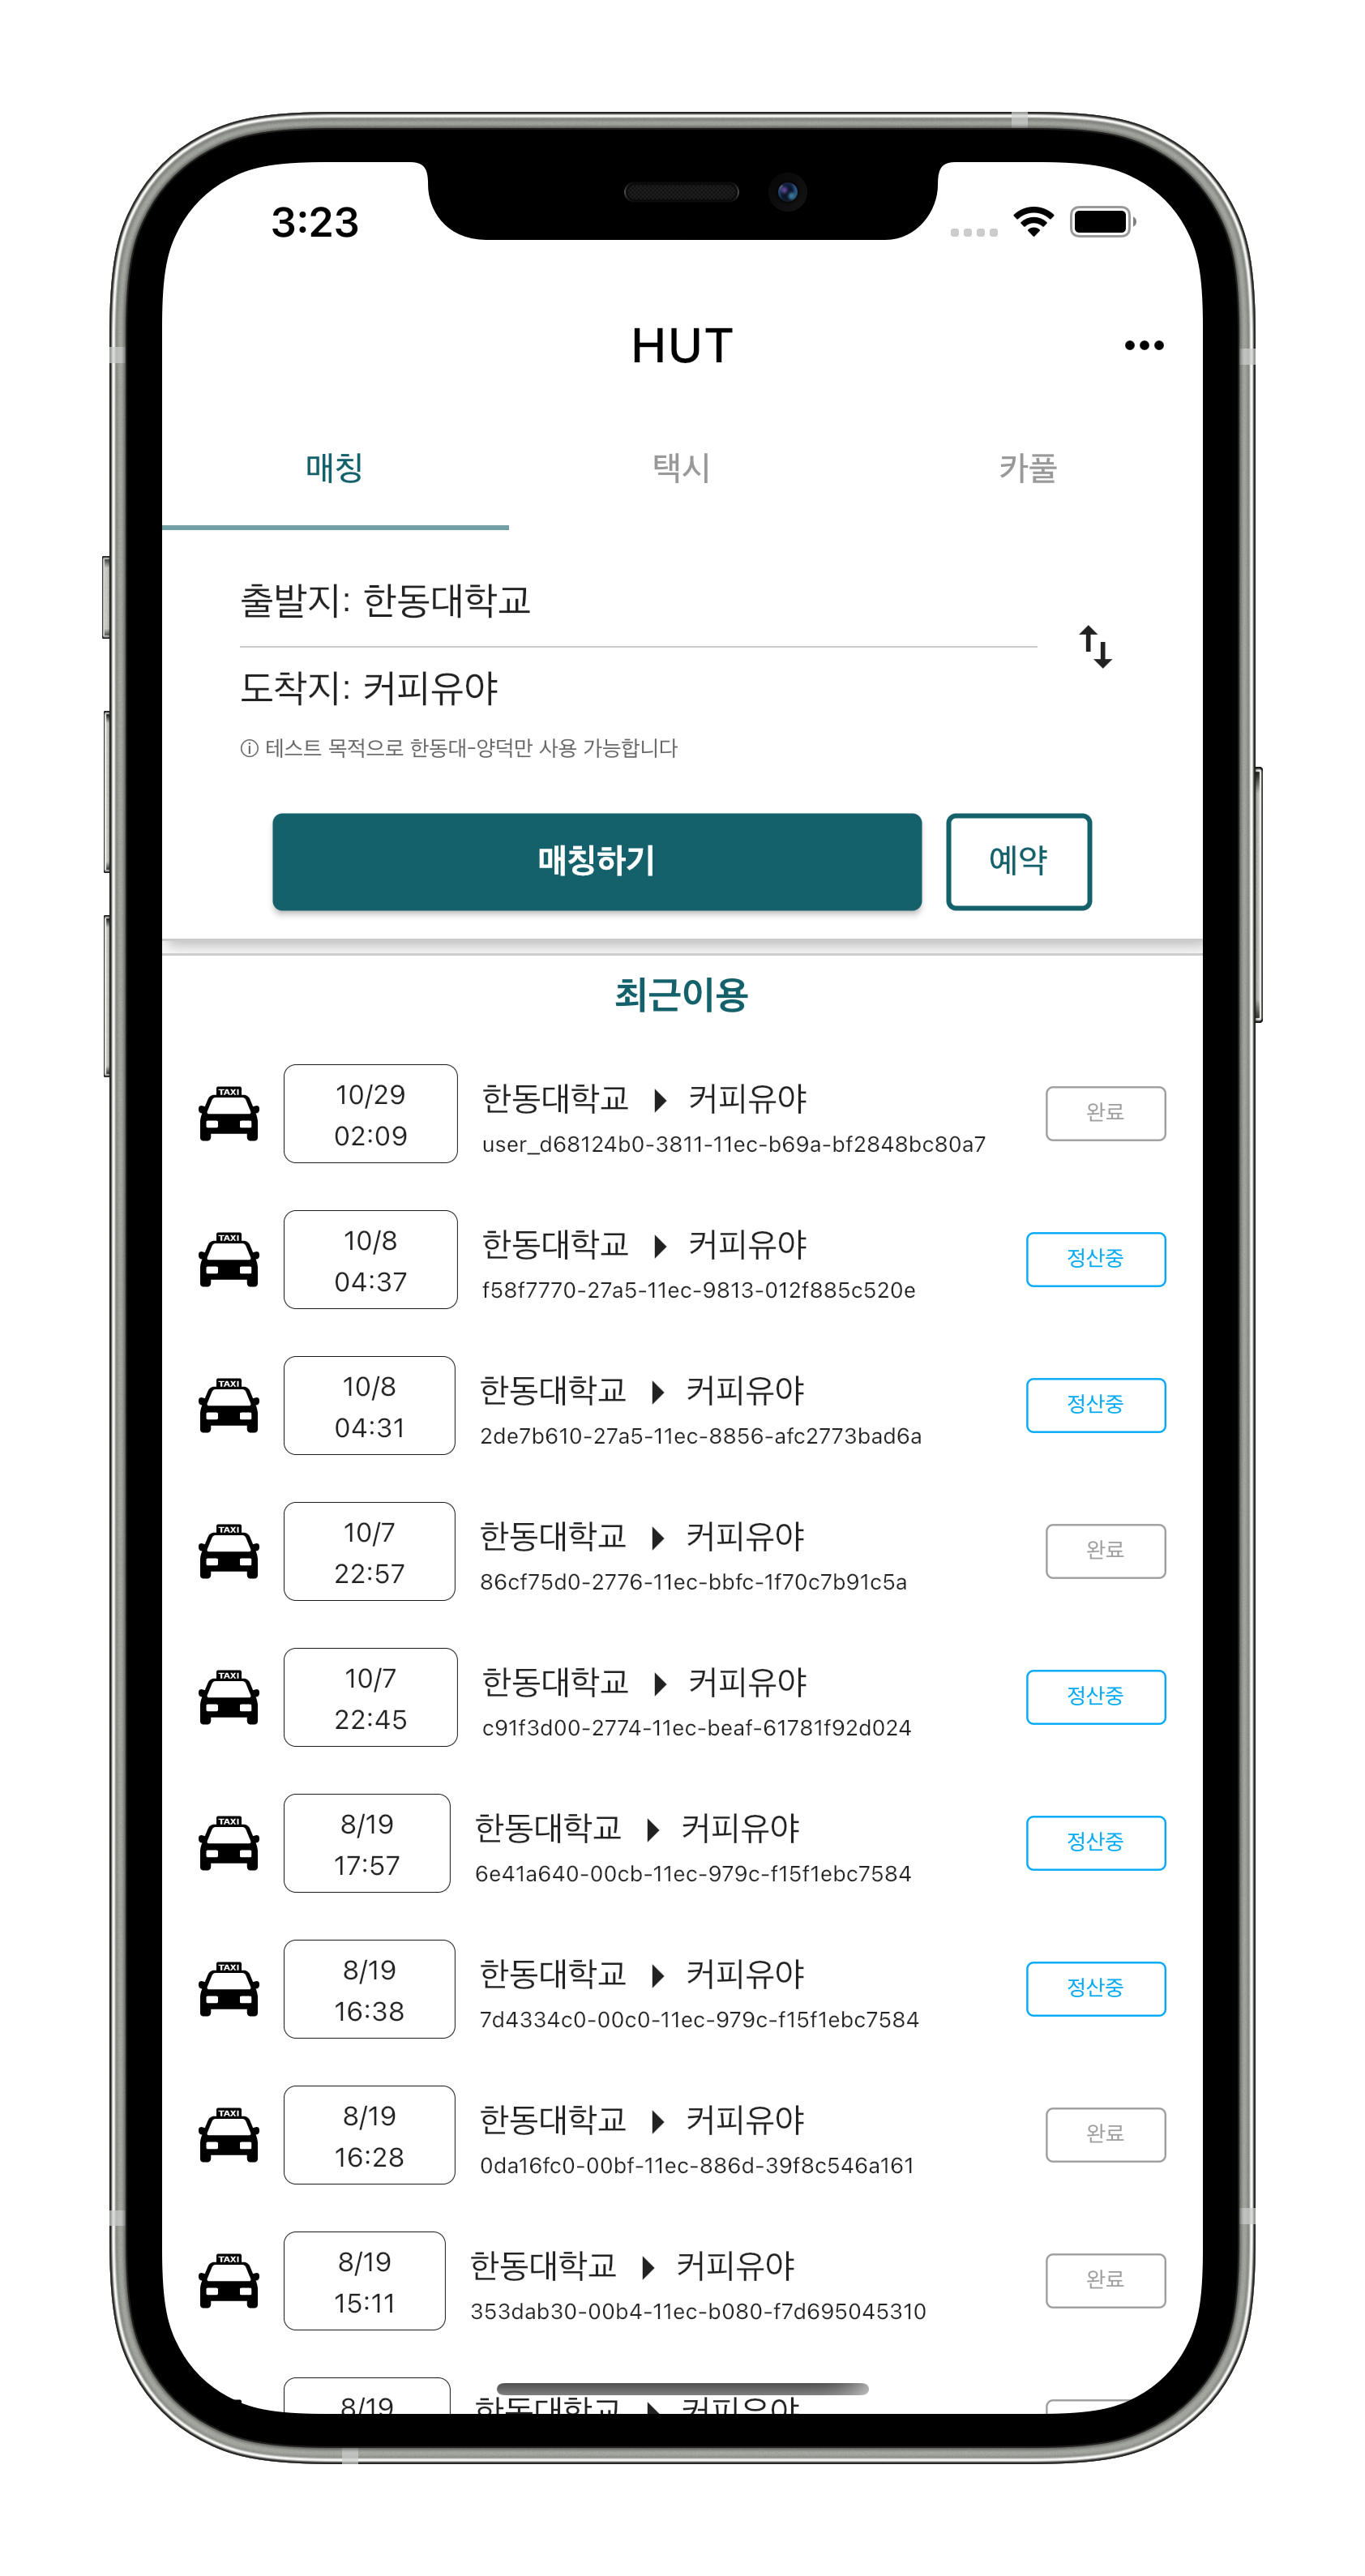 3:23
HUT
매칭 택시 카풀
출발지: 한동대학교
도착지: 커피유야
ⓘ 테스트 목적으로 한동대-양덕만 사용 가능합니다
매칭하기 예약
최근이용
TAXI
10/29
02:09
한동대학교 ▶ 커피유야
user_d68124b0-3811-11ec-b69a-bf2848bc80a7
완료
TAXI
10/8
04:37
한동대학교 ▶ 커피유야
f58f7770-27a5-11ec-9813-012f885c520e
정산중
TAXI
10/8
04:31
한동대학교 ▶ 커피유야
2de7b610-27a5-11ec-8856-afc2773bad6a
정산중
TAXI
10/7
22:57
한동대학교 ▶ 커피유야
86cf75d0-2776-11ec-bbfc-1f70c7b91c5a
완료
TAXI
10/7
22:45
한동대학교 ▶ 커피유야
c91f3d00-2774-11ec-beaf-61781f92d024
정산중
TAXI
8/19
17:57
한동대학교 ▶ 커피유야
6e41a640-00cb-11ec-979c-f15f1ebc7584
정산중
TAXI
8/19
16:38
한동대학교 ▶ 커피유야
7d4334c0-00c0-11ec-979c-f15f1ebc7584
정산중
TAXI
8/19
16:28
한동대학교 ▶ 커피유야
0da16fc0-00bf-11ec-886d-39f8c546a161
완료
TAXI
8/19
15:11
한동대학교 ▶ 커피유야
353dab30-00b4-11ec-b080-f7d695045310
완료
8/19
한동대학교 ▶ 커피유야